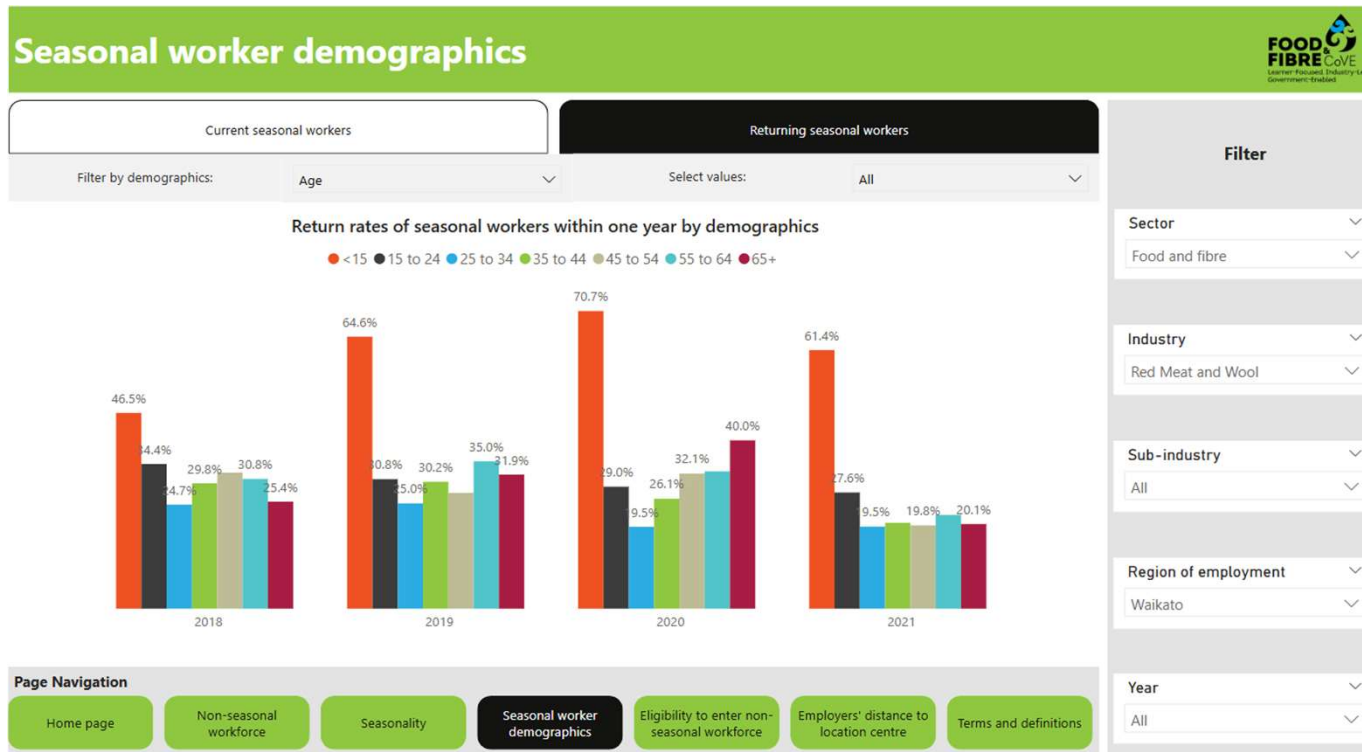 Seasonal worker demographics
FOOD &
FIBRE CoVE
Learner-Focused. Industry-Le
Government-Enabled
Current seasonal workers
Returning seasonal workers
Filter by demographics:
Age
Select values:
All
Return rates of seasonal workers within one year by demographics
<15 15 to 24 25 to 34 35 to 44 45 to 54 55 to 64 65+
46.5%
34.4%
24.7%
29.8%
30.8%
25.4%
2018
64.6%
30.8%
25.0%
30.2%
35.0%
31.9%
2019
70.7%
29.0%
19.5%
26.1%
32.1%
40.0%
2020
61.4%
27.6%
19.5%
19.8%
20.1%
2021
Filter
Sector
Food and fibre
Industry
Red Meat and Wool
Sub-industry
All
Region of employment
Waikato
Year
All
Page Navigation
Home page
Non-seasonal
workforce
Seasonality
Seasonal worker
demographics
Eligibility to enter non-
seasonal workforce
Employers' distance to
location centre
Terms and definitions